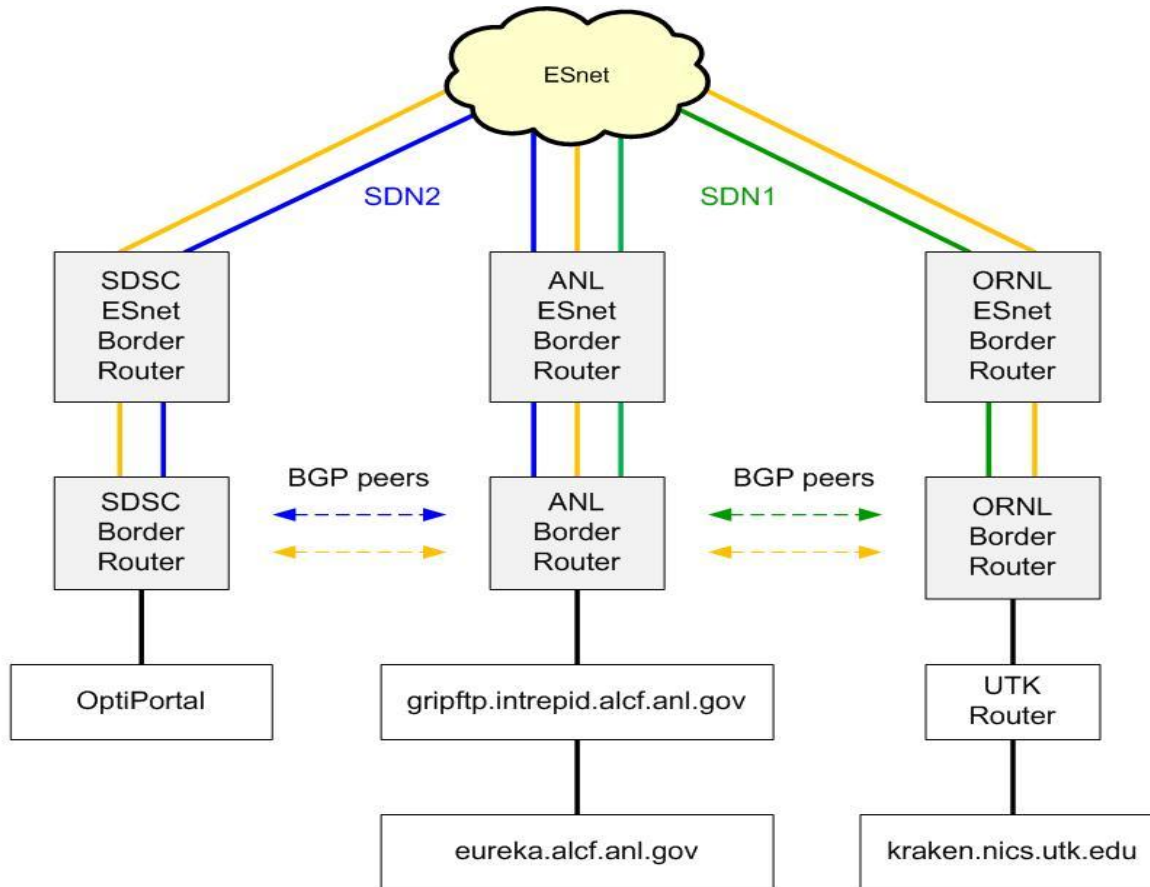 ESnet
SDN2
SDN1
SDSC
ESnet
Border
Router
ANL
ESnet
Border
Router
ORNL
ESnet
Border
Router
BGP peers
BGP peers
SDSC
Border
Router
ANL
Border
Router
ORNL
Border
Router
OptiPortal
gripftp.intrepid.alcf.anl.gov
UTK
Router
eureka.alcf.anl.gov
kraken.nics.utk.edu